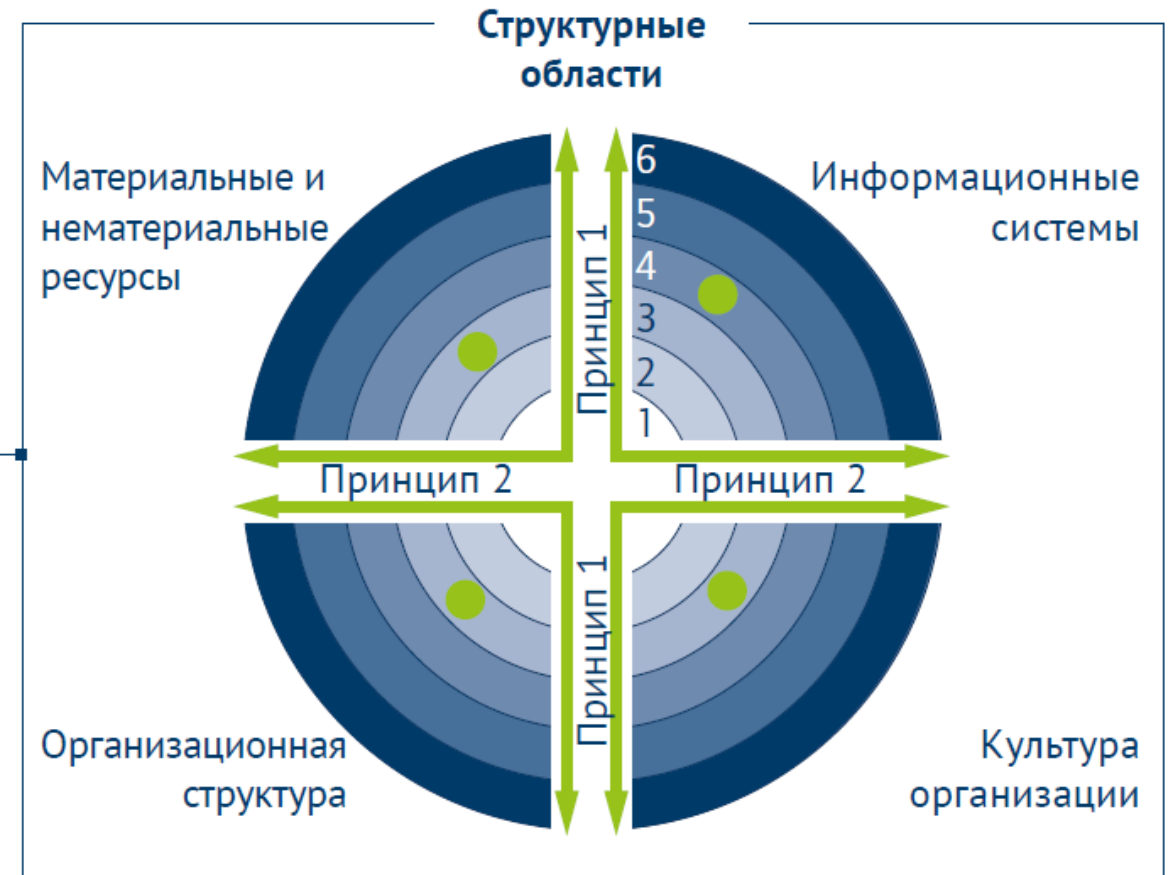 Структурные
области
Материальные и
нематериальные
ресурсы
Информационные
системы
Принцип 1
6
5
4
3
2
1
Принцип 2
Принцип 2
Принцип 1
Организационная
структура
Культура
организации